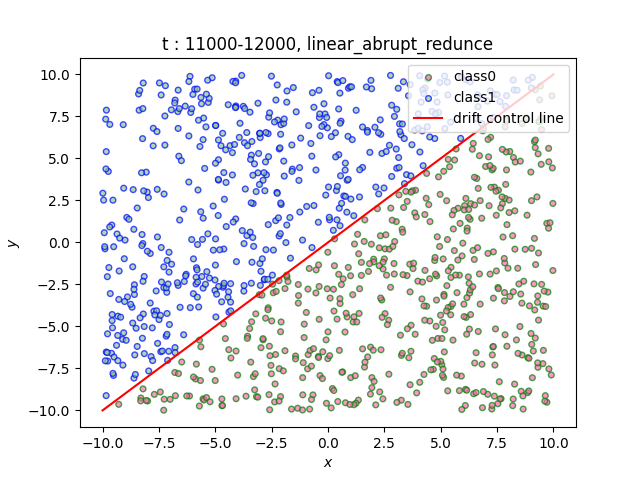 t : 11000-12000, linear_abrupt_redunce
class0
class1
drift control line
10.0
7.5
5.0
2.5
0.0
−2.5
−5.0
−7.5
−10.0
y
−10.0 −7.5 −5.0 −2.5 0.0 2.5 5.0 7.5 10.0
x